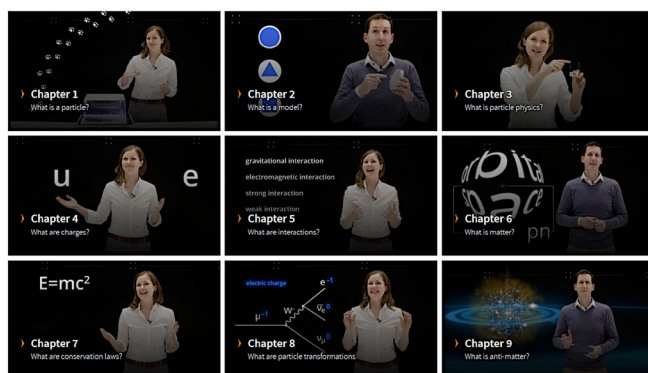 Chapter 1
What is a particle?
Chapter 2
What is a model?
Chapter 3
What is particle physics?
u e
Chapter 4
What are charges?
gravitational interaction
electromagnetic interaction
strong interaction
weak interaction
Chapter 5
What are interactions?
orbita
space
pn
Chapter 6
What is matter?
E=mc²
Chapter 7
What are conservation laws?
electric charge
e⁻¹
W
ν̅e⁰
μ⁻¹
νμ⁰
Chapter 8
What are particle transformations
Chapter 9
What is anti-matter?